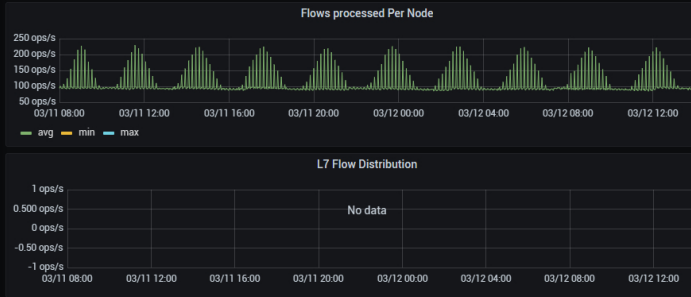 Flows processed Per Node
250 ops/s
200 ops/s
150 ops/s
100 ops/s
50 ops/s
03/11 08:00 03/11 12:00 03/11 16:00 03/11 20:00 03/12 00:00 03/12 04:00 03/12 08:00 03/12 12:00
avg min max
L7 Flow Distribution
1 ops/s
0.500 ops/s
No data
0 ops/s
-0.50 ops/s
-1 ops/s
03/11 08:00 03/11 12:00 03/11 16:00 03/11 20:00 03/12 00:00 03/12 04:00 03/12 08:00 03/12 12:00